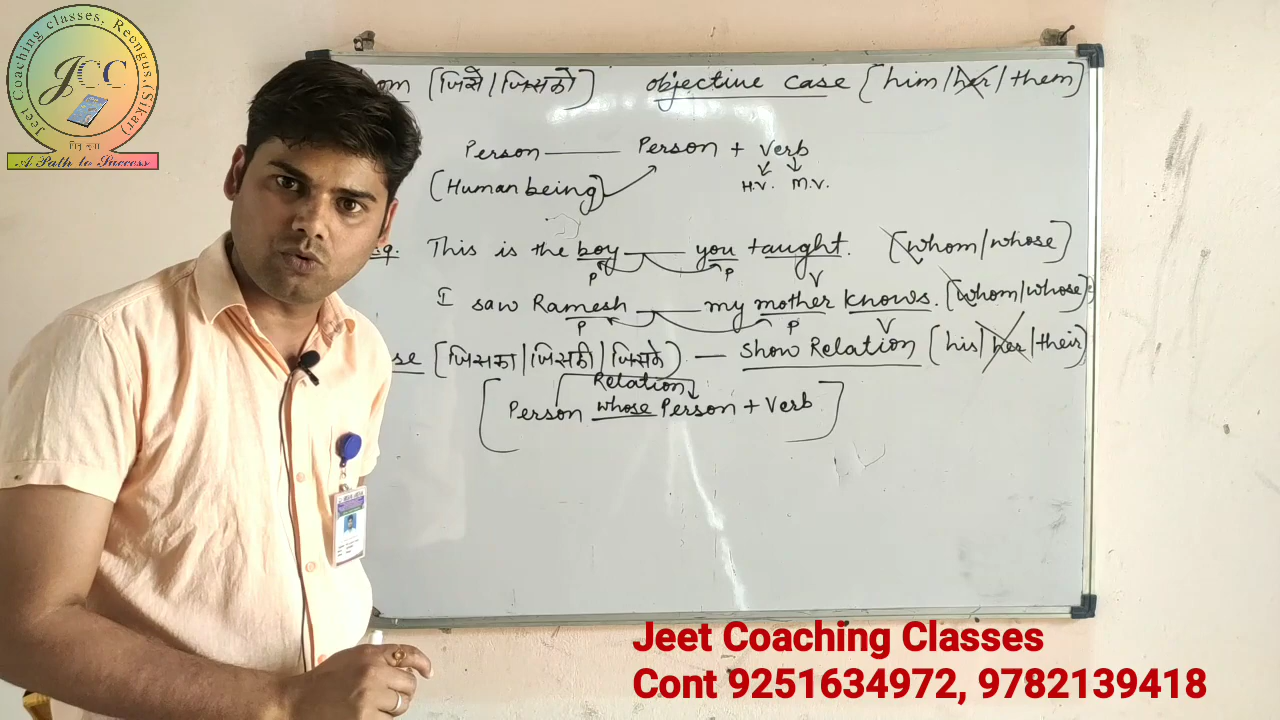 Jeet Coaching classes, Reengus, (Sikar)
JCC
A Path to Success
om (जिसे/जिसको) objective case [him/her/them]
Person —— Person + Verb
(Human being) H.V. M.V.
Eg. This is the boy —— you taught. [whom/whose]
P P V
I saw Ramesh —— my mother knows. [whom/whose]
P P V
se [जिसका/जिसकी/जिसके) — Show Relation [his/her/their]
Relation
Person whose Person + Verb
Jeet Coaching Classes
Cont 9251634972, 9782139418